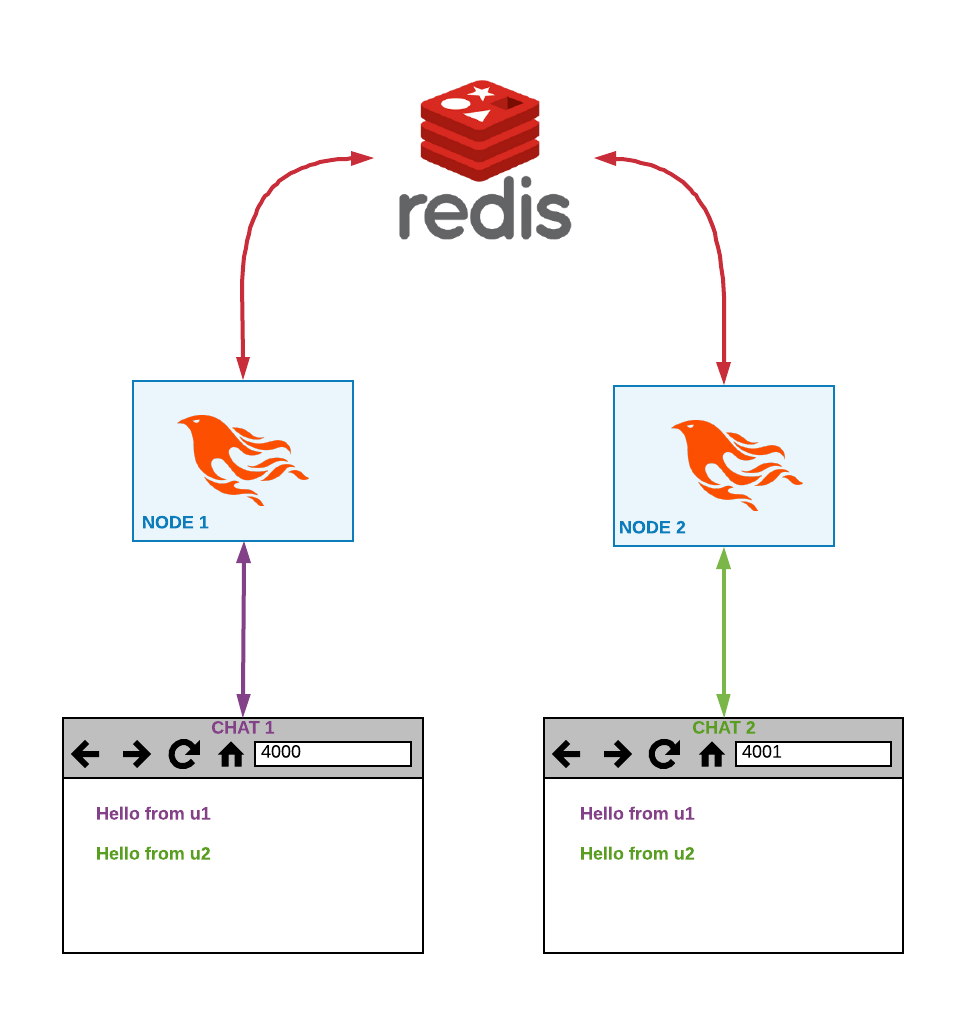 redis
NODE 1
NODE 2
CHAT 1
4000
Hello from u1
Hello from u2
CHAT 2
4001
Hello from u1
Hello from u2